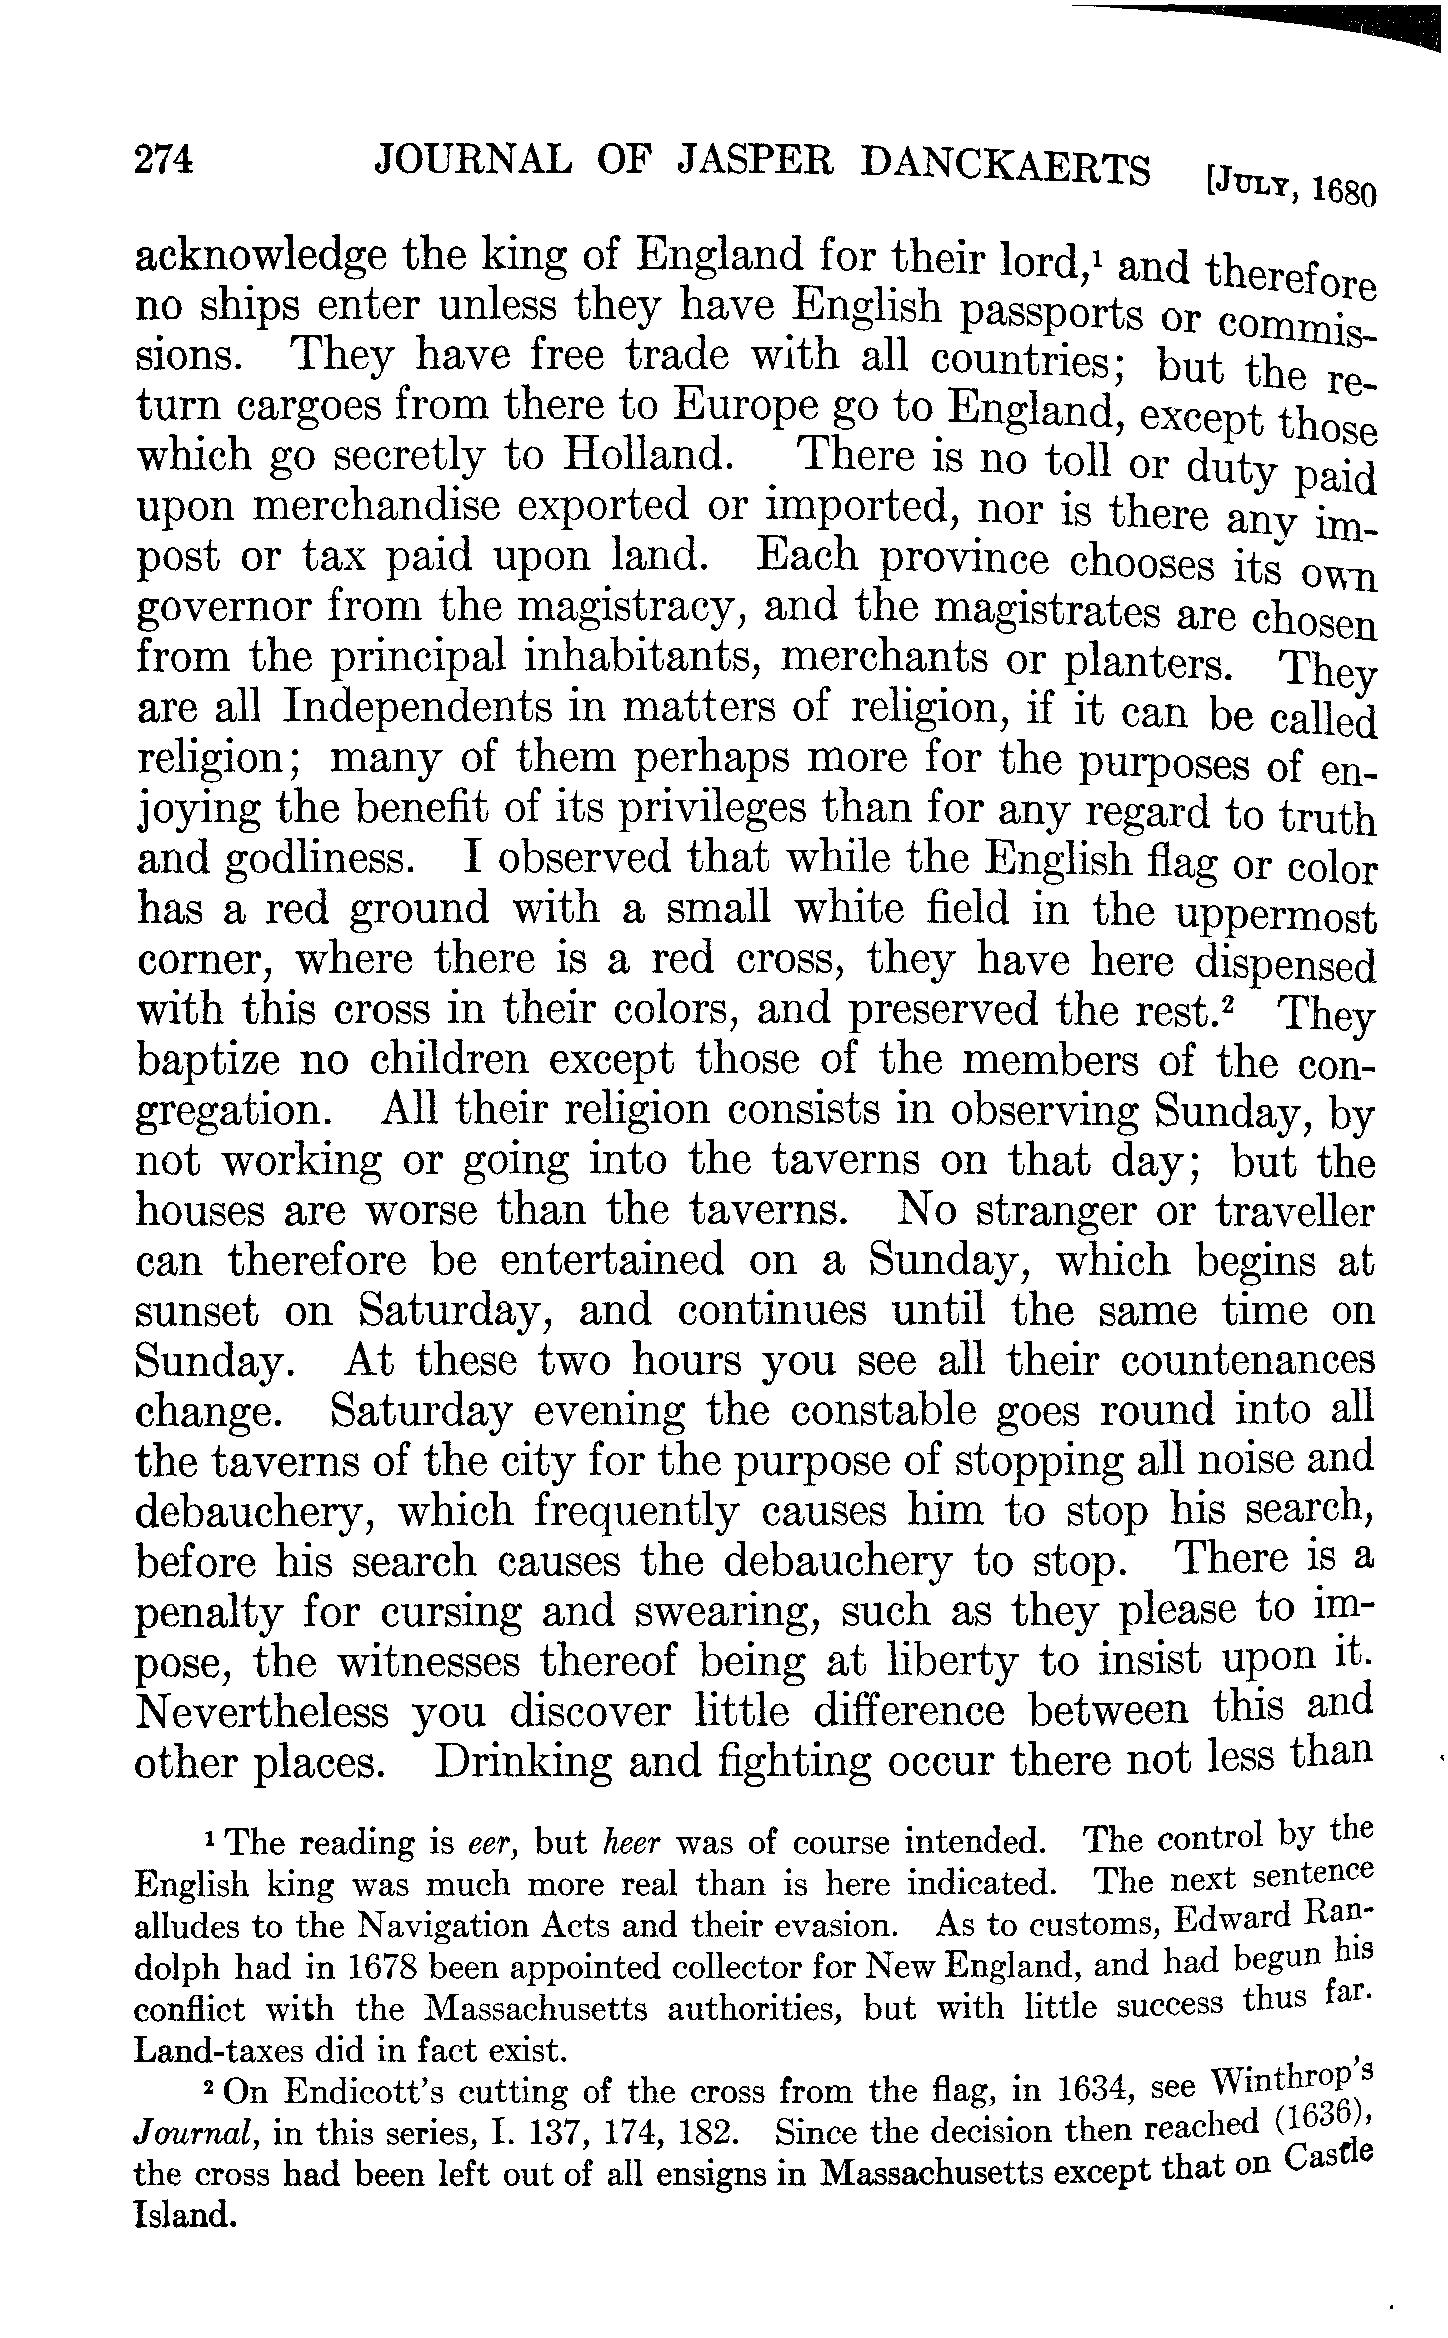 274 JOURNAL OF JASPER DANCKAERTS [JULY, 1680
acknowledge the king of England for their lord,¹ and therefore
no ships enter unless they have English passports or commis-
sions. They have free trade with all countries; but the re-
turn cargoes from there to Europe go to England, except those
which go secretly to Holland. There is no toll or duty paid
upon merchandise exported or imported, nor is there any im-
post or tax paid upon land. Each province chooses its own
governor from the magistracy, and the magistrates are chosen
from the principal inhabitants, merchants or planters. They
are all Independents in matters of religion, if it can be called
religion; many of them perhaps more for the purposes of en-
joying the benefit of its privileges than for any regard to truth
and godliness. I observed that while the English flag or color
has a red ground with a small white field in the uppermost
corner, where there is a red cross, they have here dispensed
with this cross in their colors, and preserved the rest.² They
baptize no children except those of the members of the con-
gregation. All their religion consists in observing Sunday, by
not working or going into the taverns on that day; but the
houses are worse than the taverns. No stranger or traveller
can therefore be entertained on a Sunday, which begins at
sunset on Saturday, and continues until the same time on
Sunday. At these two hours you see all their countenances
change. Saturday evening the constable goes round into all
the taverns of the city for the purpose of stopping all noise and
debauchery, which frequently causes him to stop his search,
before his search causes the debauchery to stop. There is a
penalty for cursing and swearing, such as they please to im-
pose, the witnesses thereof being at liberty to insist upon it.
Nevertheless you discover little difference between this and
other places. Drinking and fighting occur there not less than
¹ The reading is eer, but heer was of course intended. The control by the
English king was much more real than is here indicated. The next sentence
alludes to the Navigation Acts and their evasion. As to customs, Edward Ran-
dolph had in 1678 been appointed collector for New England, and had begun his
conflict with the Massachusetts authorities, but with little success thus far.
Land-taxes did in fact exist.
² On Endicott's cutting of the cross from the flag, in 1634, see Winthrop's
Journal, in this series, I. 137, 174, 182. Since the decision then reached (1636),
the cross had been left out of all ensigns in Massachusetts except that on Castle
Island.